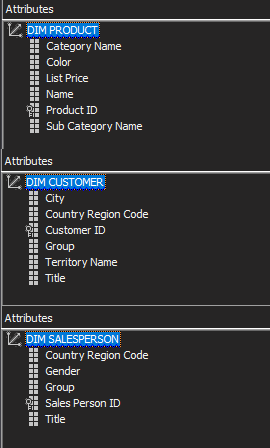 Attributes
DIM PRODUCT
Category Name
Color
List Price
Name
Product ID
Sub Category Name
Attributes
DIM CUSTOMER
City
Country Region Code
Customer ID
Group
Territory Name
Title
Attributes
DIM SALESPERSON
Country Region Code
Gender
Group
Sales Person ID
Title